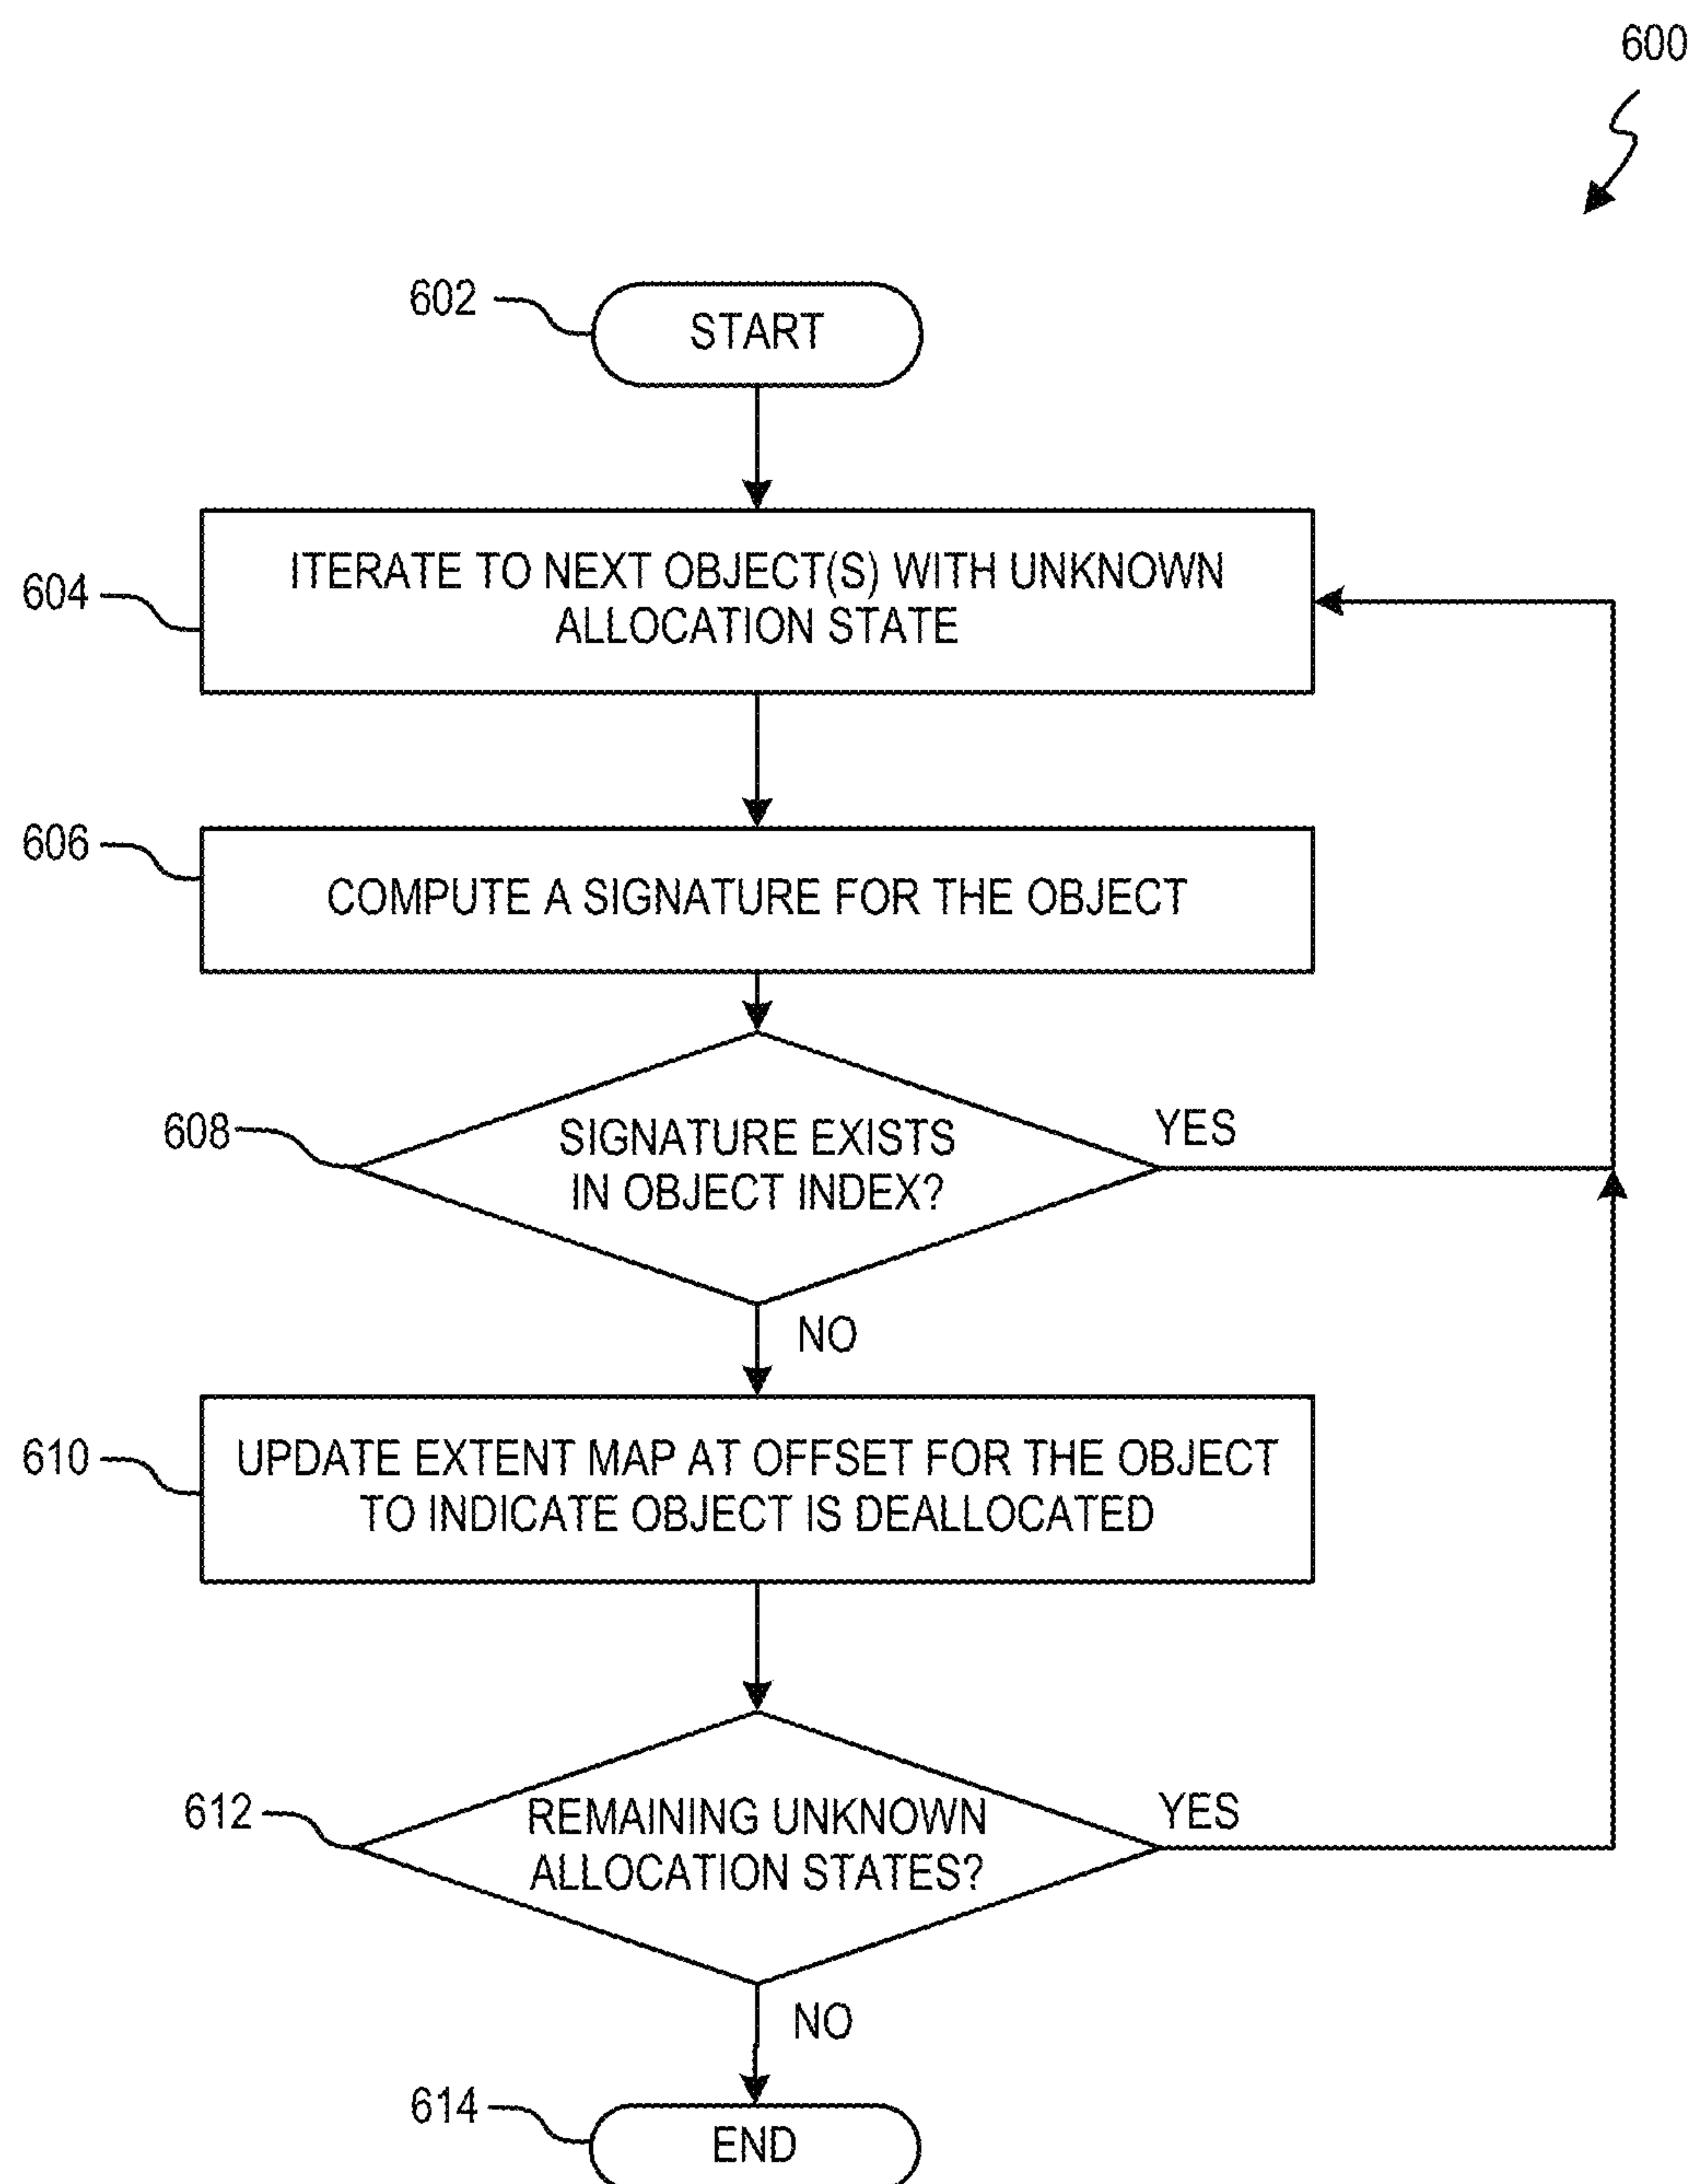 600
602
START
604
ITERATE TO NEXT OBJECT(S) WITH UNKNOWN
ALLOCATION STATE
606
COMPUTE A SIGNATURE FOR THE OBJECT
608
SIGNATURE EXISTS
IN OBJECT INDEX?
YES
NO
610
UPDATE EXTENT MAP AT OFFSET FOR THE OBJECT
TO INDICATE OBJECT IS DEALLOCATED
612
REMAINING UNKNOWN
ALLOCATION STATES?
YES
NO
614
END